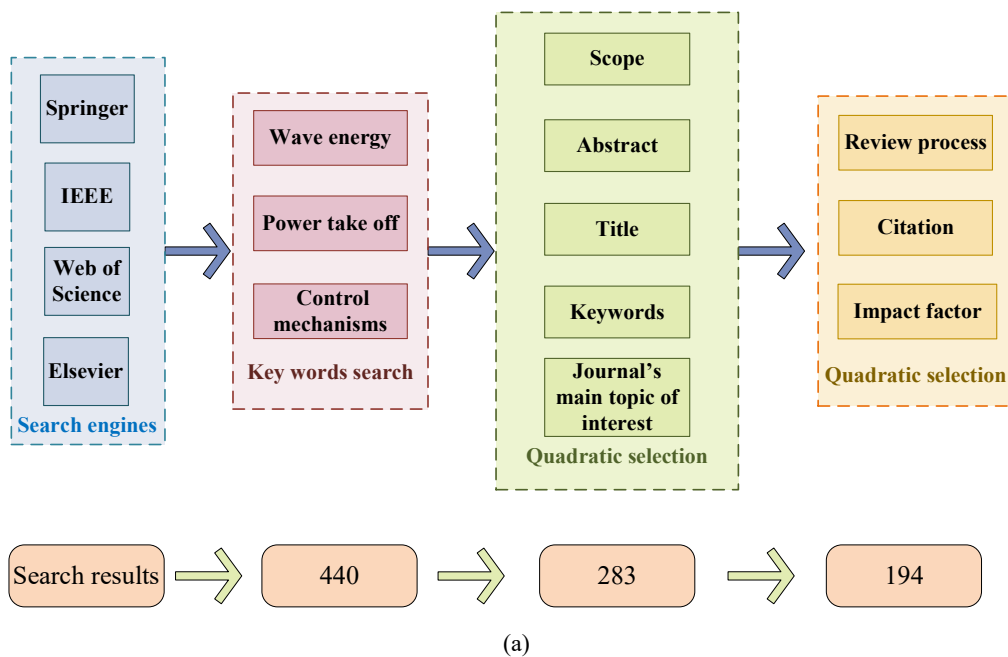 Springer
IEEE
Web of
Science
Elsevier
Search engines
Wave energy
Power take off
Control
mechanisms
Key words search
Scope
Abstract
Title
Keywords
Journal’s
main topic of
interest
Quadratic selection
Review process
Citation
Impact factor
Quadratic selection
Search results
440
283
194
(a)